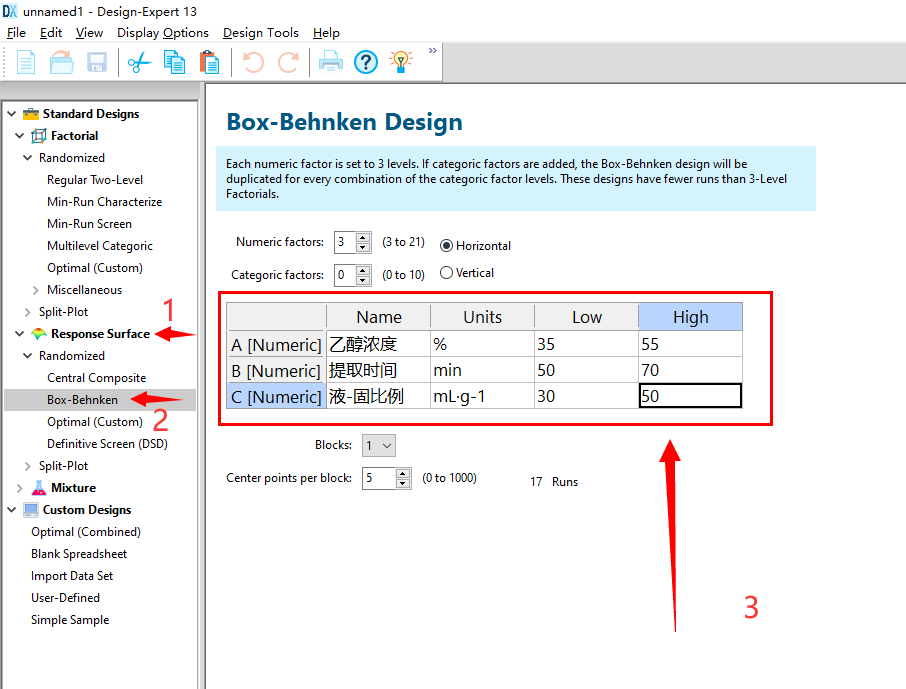 unnamed1 - Design-Expert 13
File Edit View Display Options Design Tools Help
»
Standard Designs
Factorial
Randomized
Regular Two-Level
Min-Run Characterize
Min-Run Screen
Multilevel Categoric
Optimal (Custom)
Miscellaneous
Split-Plot
1
Response Surface
Randomized
Central Composite
Box-Behnken
2
Optimal (Custom)
Definitive Screen (DSD)
Split-Plot
Mixture
Custom Designs
Optimal (Combined)
Blank Spreadsheet
Import Data Set
User-Defined
Simple Sample
Box-Behnken Design
Each numeric factor is set to 3 levels. If categoric factors are added, the Box-Behnken design will be
duplicated for every combination of the categoric factor levels. These designs have fewer runs than 3-Level
Factorials.
Numeric factors: 3 (3 to 21) Horizontal
Categoric factors: 0 (0 to 10) Vertical
Name Units Low High
A [Numeric] 乙醇浓度 % 35 55
B [Numeric] 提取时间 min 50 70
C [Numeric] 液-固比例 mL·g-1 30 50
Blocks: 1
Center points per block: 5 (0 to 1000) 17 Runs
3